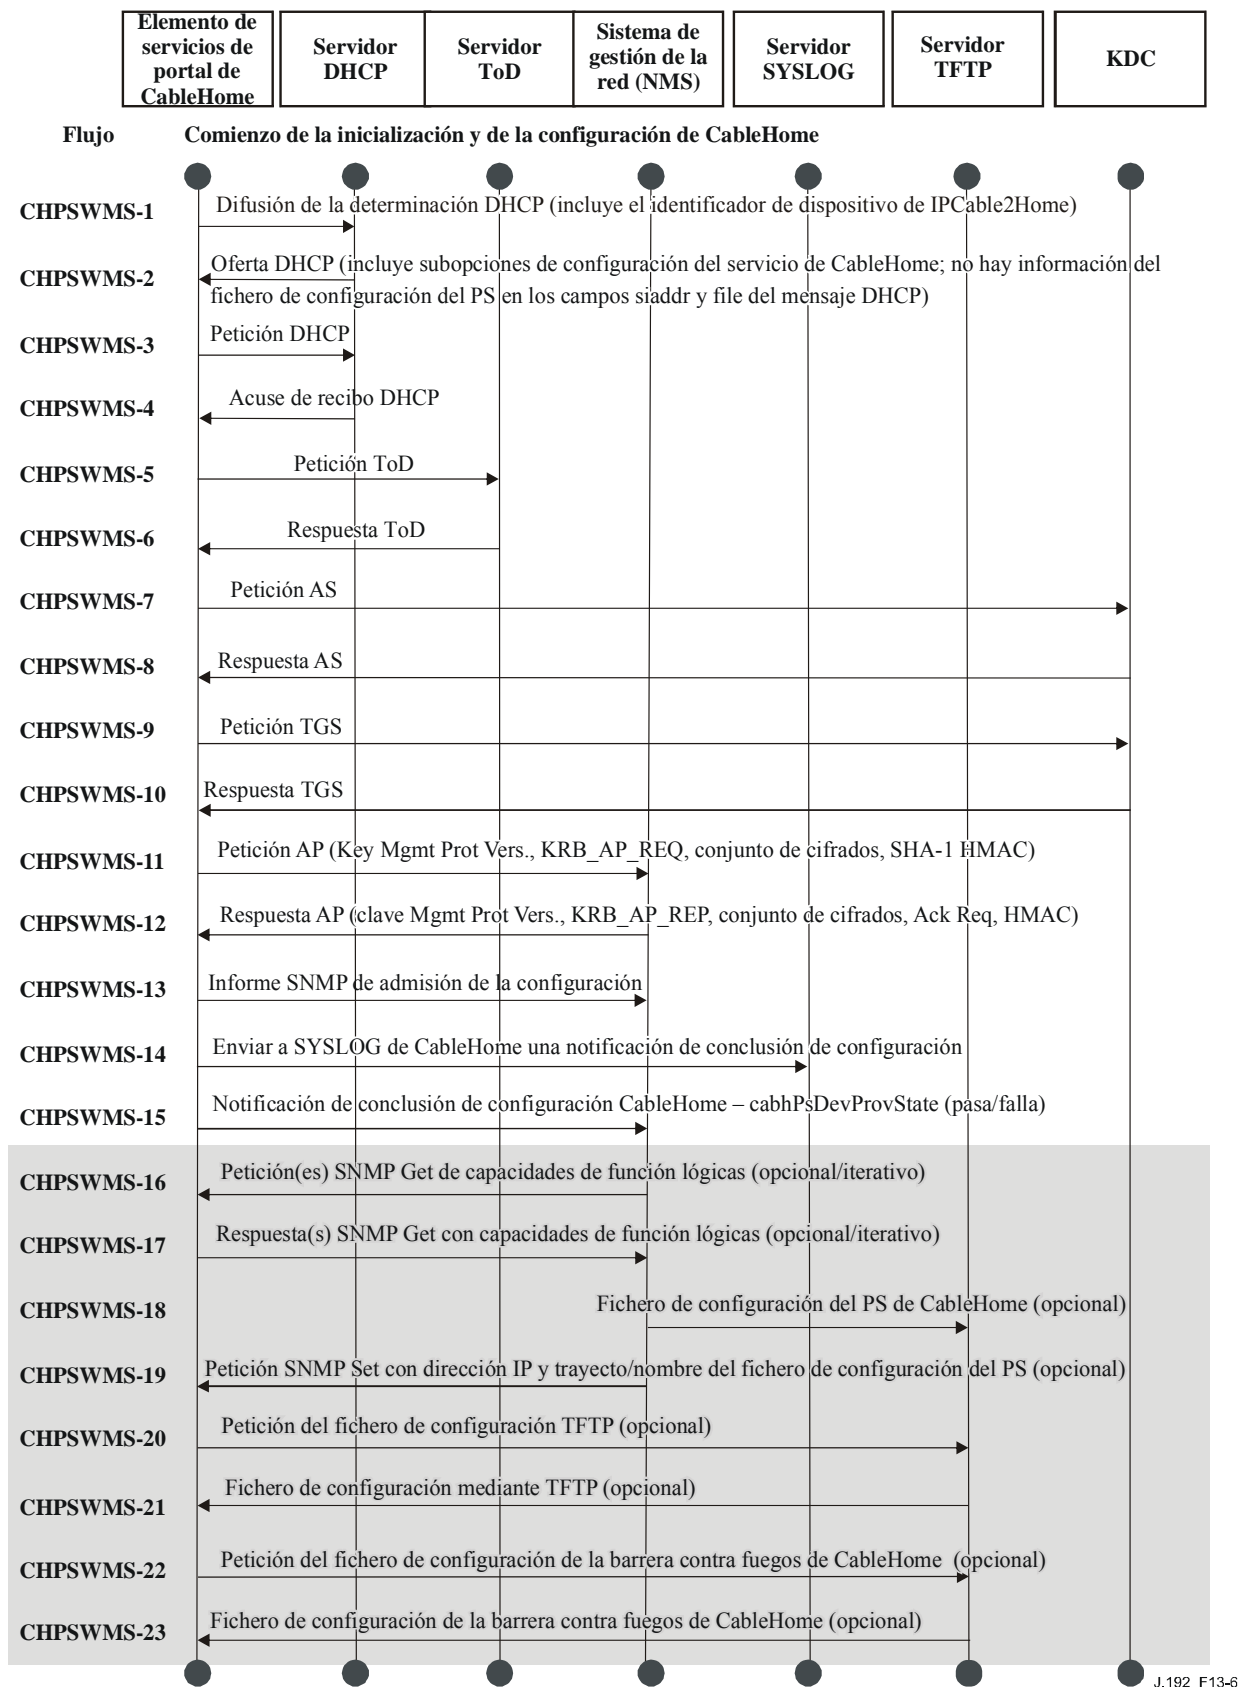 Elemento de
servicios de
portal de
CableHome
Servidor
DHCP
Servidor
ToD
Sistema de
gestión de la
red (NMS)
Servidor
SYSLOG
Servidor
TFTP
KDC
Flujo
Comienzo de la inicialización y de la configuración de CableHome
CHPSWMS-1
Difusión de la determinación DHCP (incluye el identificador de dispositivo de IPCable2Home)
CHPSWMS-2
Oferta DHCP (incluye subopciones de configuración del servicio de CableHome; no hay información del
fichero de configuración del PS en los campos siaddr y file del mensaje DHCP)
CHPSWMS-3
Petición DHCP
CHPSWMS-4
Acuse de recibo DHCP
CHPSWMS-5
Petición ToD
CHPSWMS-6
Respuesta ToD
CHPSWMS-7
Petición AS
CHPSWMS-8
Respuesta AS
CHPSWMS-9
Petición TGS
CHPSWMS-10
Respuesta TGS
CHPSWMS-11
Petición AP (Key Mgmt Prot Vers., KRB_AP_REQ, conjunto de cifrados, SHA-1 HMAC)
CHPSWMS-12
Respuesta AP (clave Mgmt Prot Vers., KRB_AP_REP, conjunto de cifrados, Ack Req, HMAC)
CHPSWMS-13
Informe SNMP de admisión de la configuración
CHPSWMS-14
Enviar a SYSLOG de CableHome una notificación de conclusión de configuración
CHPSWMS-15
Notificación de conclusión de configuración CableHome – cabhPsDevProvState (pasa/falla)
CHPSWMS-16
Petición(es) SNMP Get de capacidades de función lógicas (opcional/iterativo)
CHPSWMS-17
Respuesta(s) SNMP Get con capacidades de función lógicas (opcional/iterativo)
CHPSWMS-18
Fichero de configuración del PS de CableHome (opcional)
CHPSWMS-19
Petición SNMP Set con dirección IP y trayecto/nombre del fichero de configuración del PS (opcional)
CHPSWMS-20
Petición del fichero de configuración TFTP (opcional)
CHPSWMS-21
Fichero de configuración mediante TFTP (opcional)
CHPSWMS-22
Petición del fichero de configuración de la barrera contra fuegos de CableHome (opcional)
CHPSWMS-23
Fichero de configuración de la barrera contra fuegos de CableHome (opcional)
J.192_F13-6